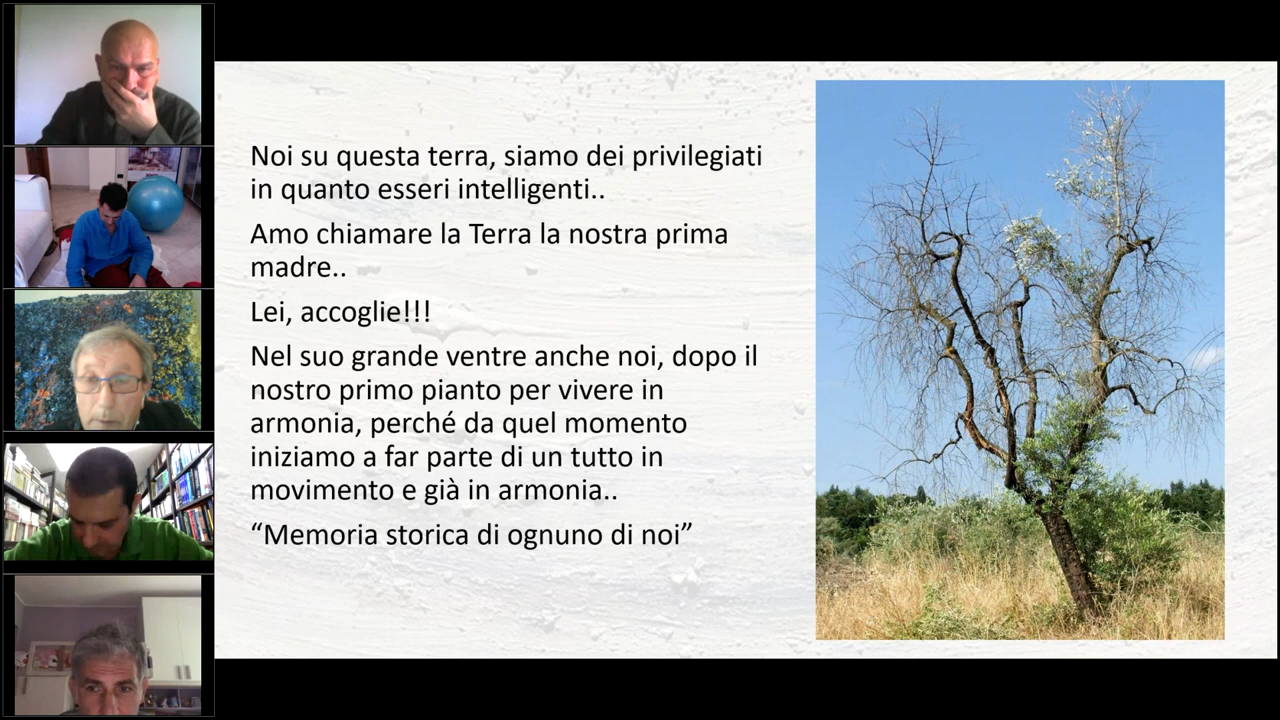 Noi su questa terra, siamo dei privilegiati
in quanto esseri intelligenti..
Amo chiamare la Terra la nostra prima
madre..
Lei, accoglie!!!
Nel suo grande ventre anche noi, dopo il
nostro primo pianto per vivere in
armonia, perché da quel momento
iniziamo a far parte di un tutto in
movimento e già in armonia..
“Memoria storica di ognuno di noi”